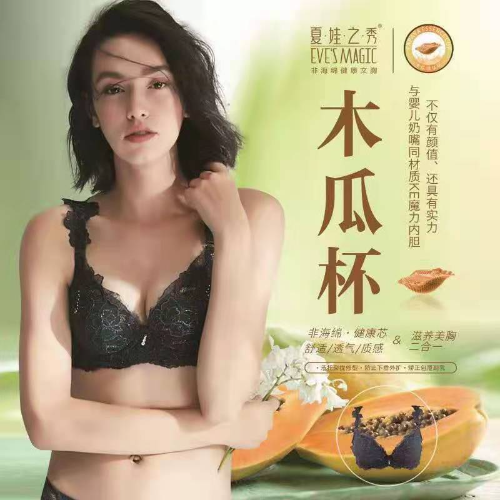 夏·娃·之·秀®
EVE'S MAGIC
非海绵健康文胸
木瓜杯
不仅有颜值、还具有实力
与婴儿奶嘴同材质KE魔力内胆
非海绵·健康芯
舒适/透气/质感
&
滋养美胸
二合一